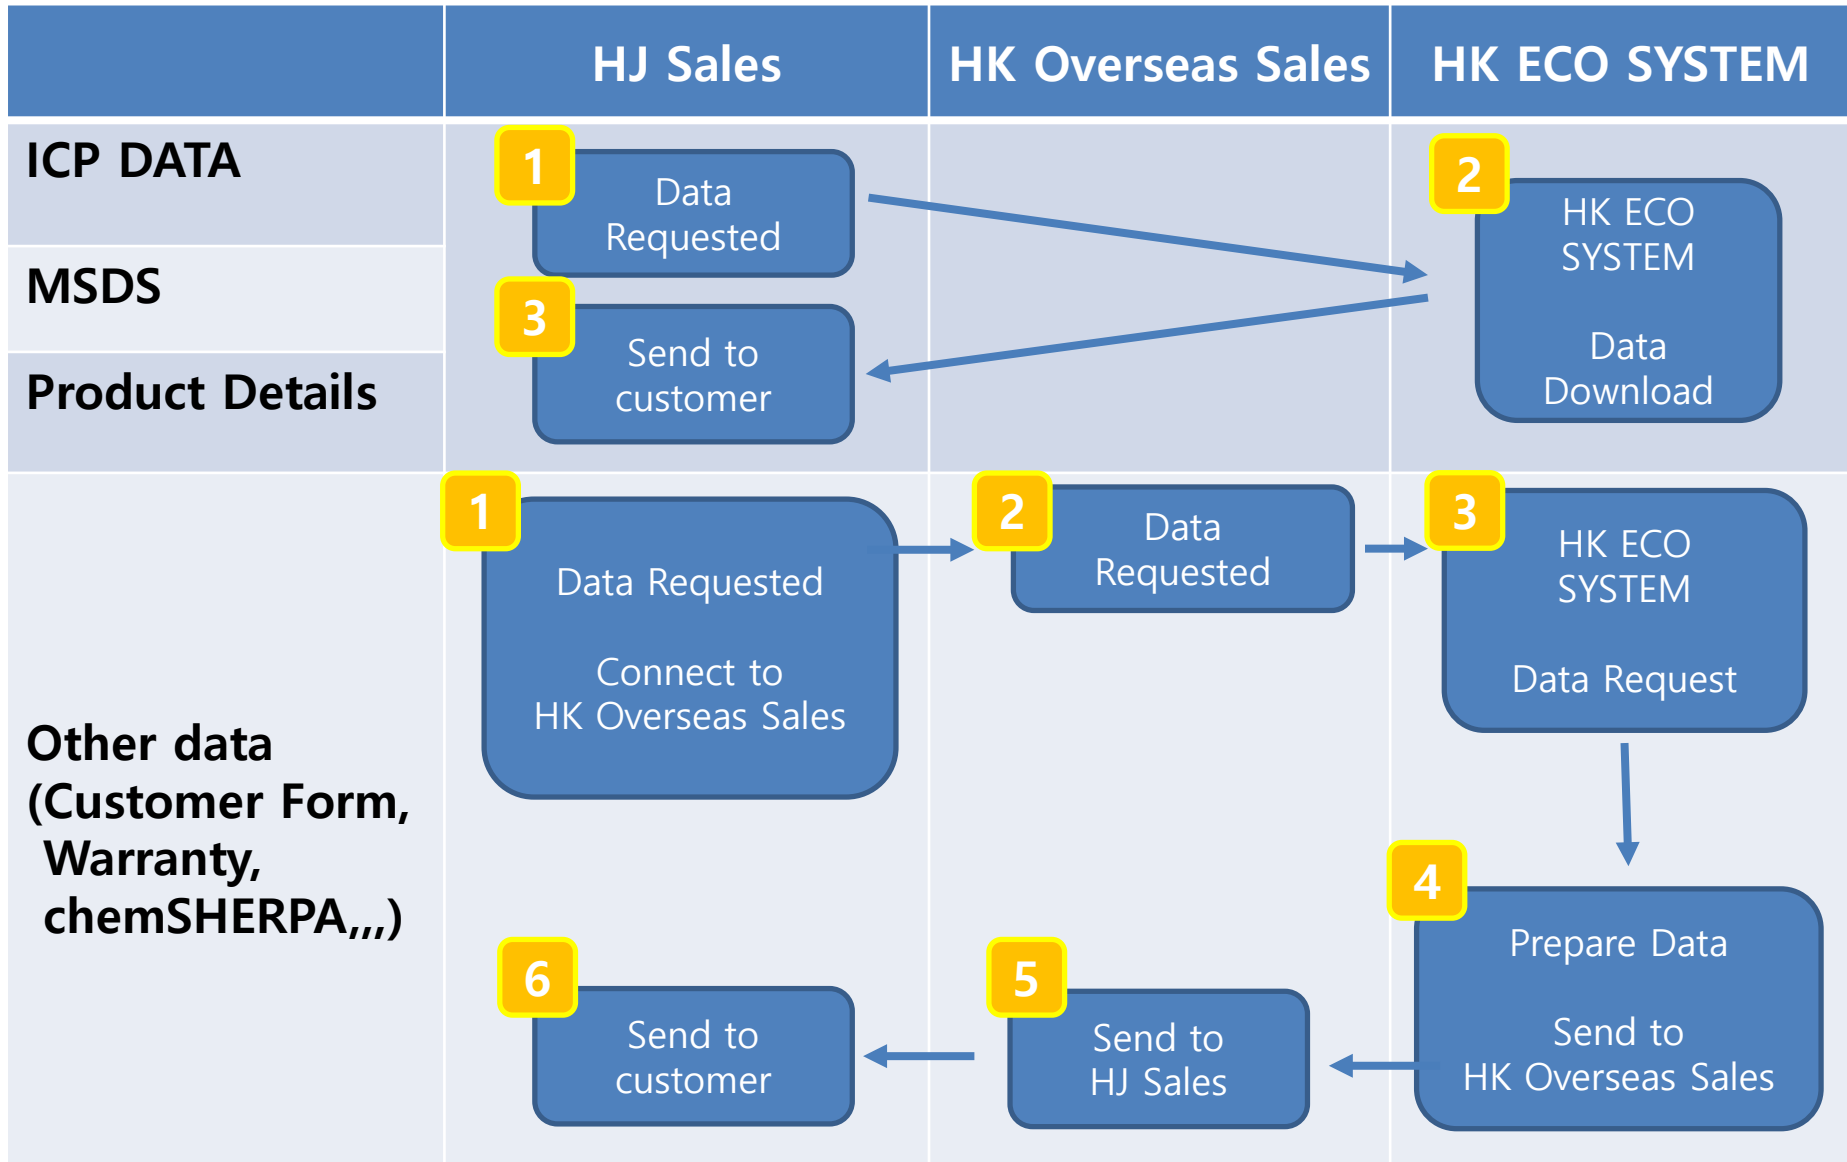 HJ Sales
HK Overseas Sales
HK ECO SYSTEM
ICP DATA
MSDS
Product Details
1
Data
Requested
2
HK ECO
SYSTEM
Data
Download
3
Send to
customer
Other data
(Customer Form,
Warranty,
chemSHERPA,,,)
1
Data Requested
Connect to
HK Overseas Sales
2
Data
Requested
3
HK ECO
SYSTEM
Data Request
4
Prepare Data
Send to
HK Overseas Sales
5
Send to
HJ Sales
6
Send to
customer